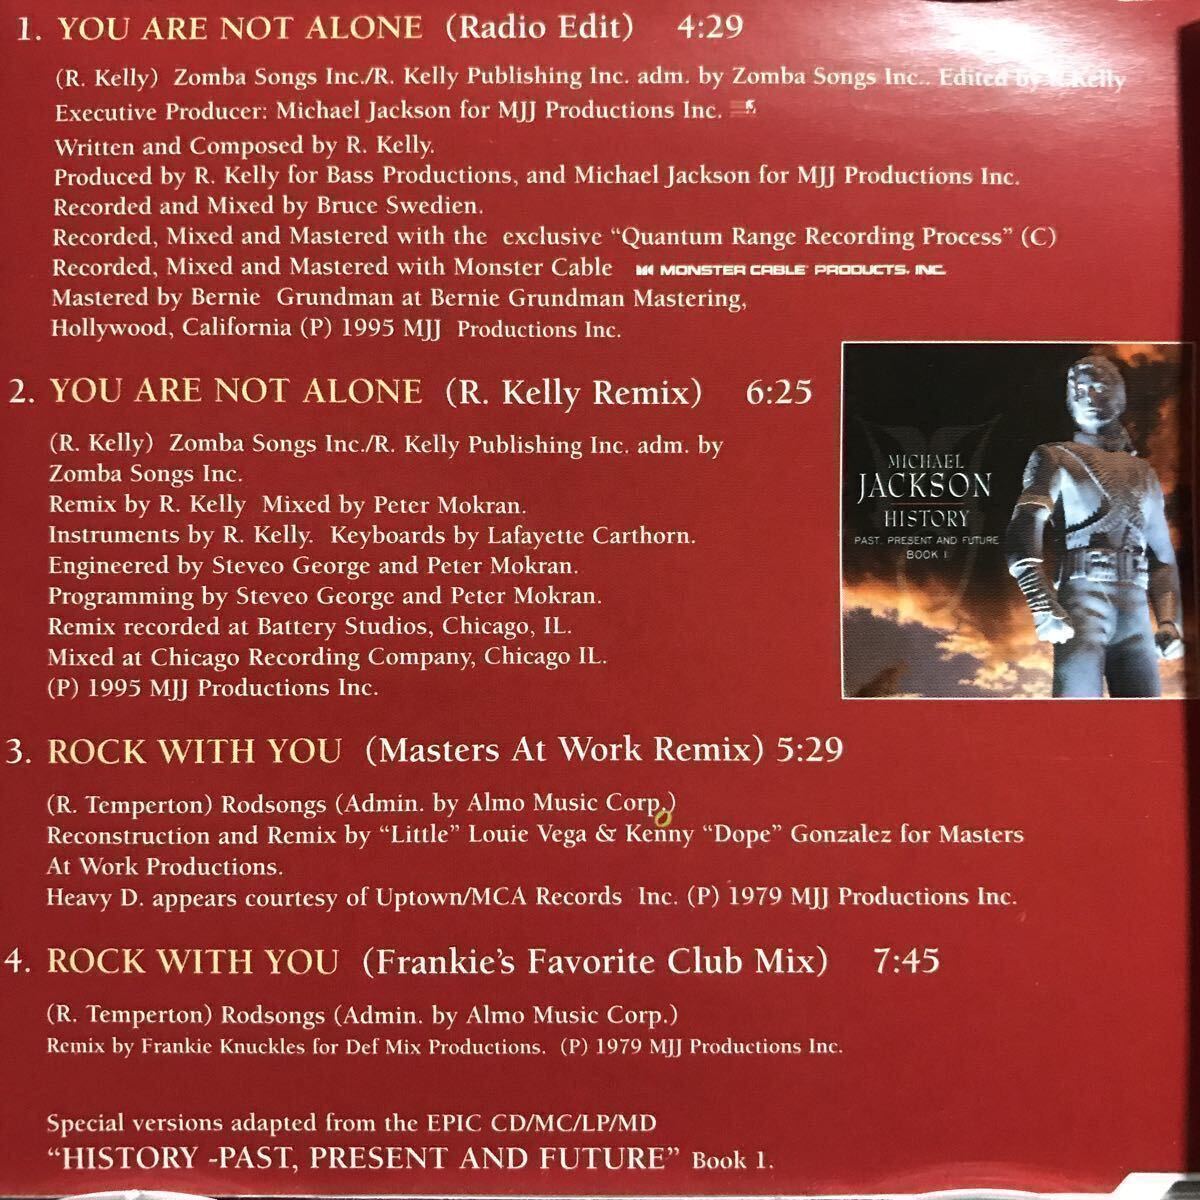 1. YOU ARE NOT ALONE (Radio Edit) 4:29
(R. Kelly) Zomba Songs Inc./R. Kelly Publishing Inc. adm. by Zomba Songs Inc.. Edited by R.Kelly
Executive Producer: Michael Jackson for MJJ Productions Inc.
Written and Composed by R. Kelly.
Produced by R. Kelly for Bass Productions, and Michael Jackson for MJJ Productions Inc.
Recorded and Mixed by Bruce Swedien.
Recorded, Mixed and Mastered with the exclusive “Quantum Range Recording Process” (C)
Recorded, Mixed and Mastered with Monster Cable MONSTER CABLE PRODUCTS, INC.
Mastered by Bernie Grundman at Bernie Grundman Mastering,
Hollywood, California (P) 1995 MJJ Productions Inc.
2. YOU ARE NOT ALONE (R. Kelly Remix) 6:25
(R. Kelly) Zomba Songs Inc./R. Kelly Publishing Inc. adm. by
Zomba Songs Inc.
Remix by R. Kelly Mixed by Peter Mokran.
Instruments by R. Kelly. Keyboards by Lafayette Carthorn.
Engineered by Steveo George and Peter Mokran.
Programming by Steveo George and Peter Mokran.
Remix recorded at Battery Studios, Chicago, IL.
Mixed at Chicago Recording Company, Chicago IL.
(P) 1995 MJJ Productions Inc.
MICHAEL
JACKSON
HISTORY
PAST, PRESENT AND FUTURE
BOOK I
3. ROCK WITH YOU (Masters At Work Remix) 5:29
(R. Temperton) Rodsongs (Admin. by Almo Music Corp.)
Reconstruction and Remix by “Little” Louie Vega & Kenny “Dope” Gonzalez for Masters
At Work Productions.
Heavy D. appears courtesy of Uptown/MCA Records Inc. (P) 1979 MJJ Productions Inc.
4. ROCK WITH YOU (Frankie's Favorite Club Mix) 7:45
(R. Temperton) Rodsongs (Admin. by Almo Music Corp.)
Remix by Frankie Knuckles for Def Mix Productions. (P) 1979 MJJ Productions Inc.
Special versions adapted from the EPIC CD/MC/LP/MD
“HISTORY -PAST, PRESENT AND FUTURE” Book 1.